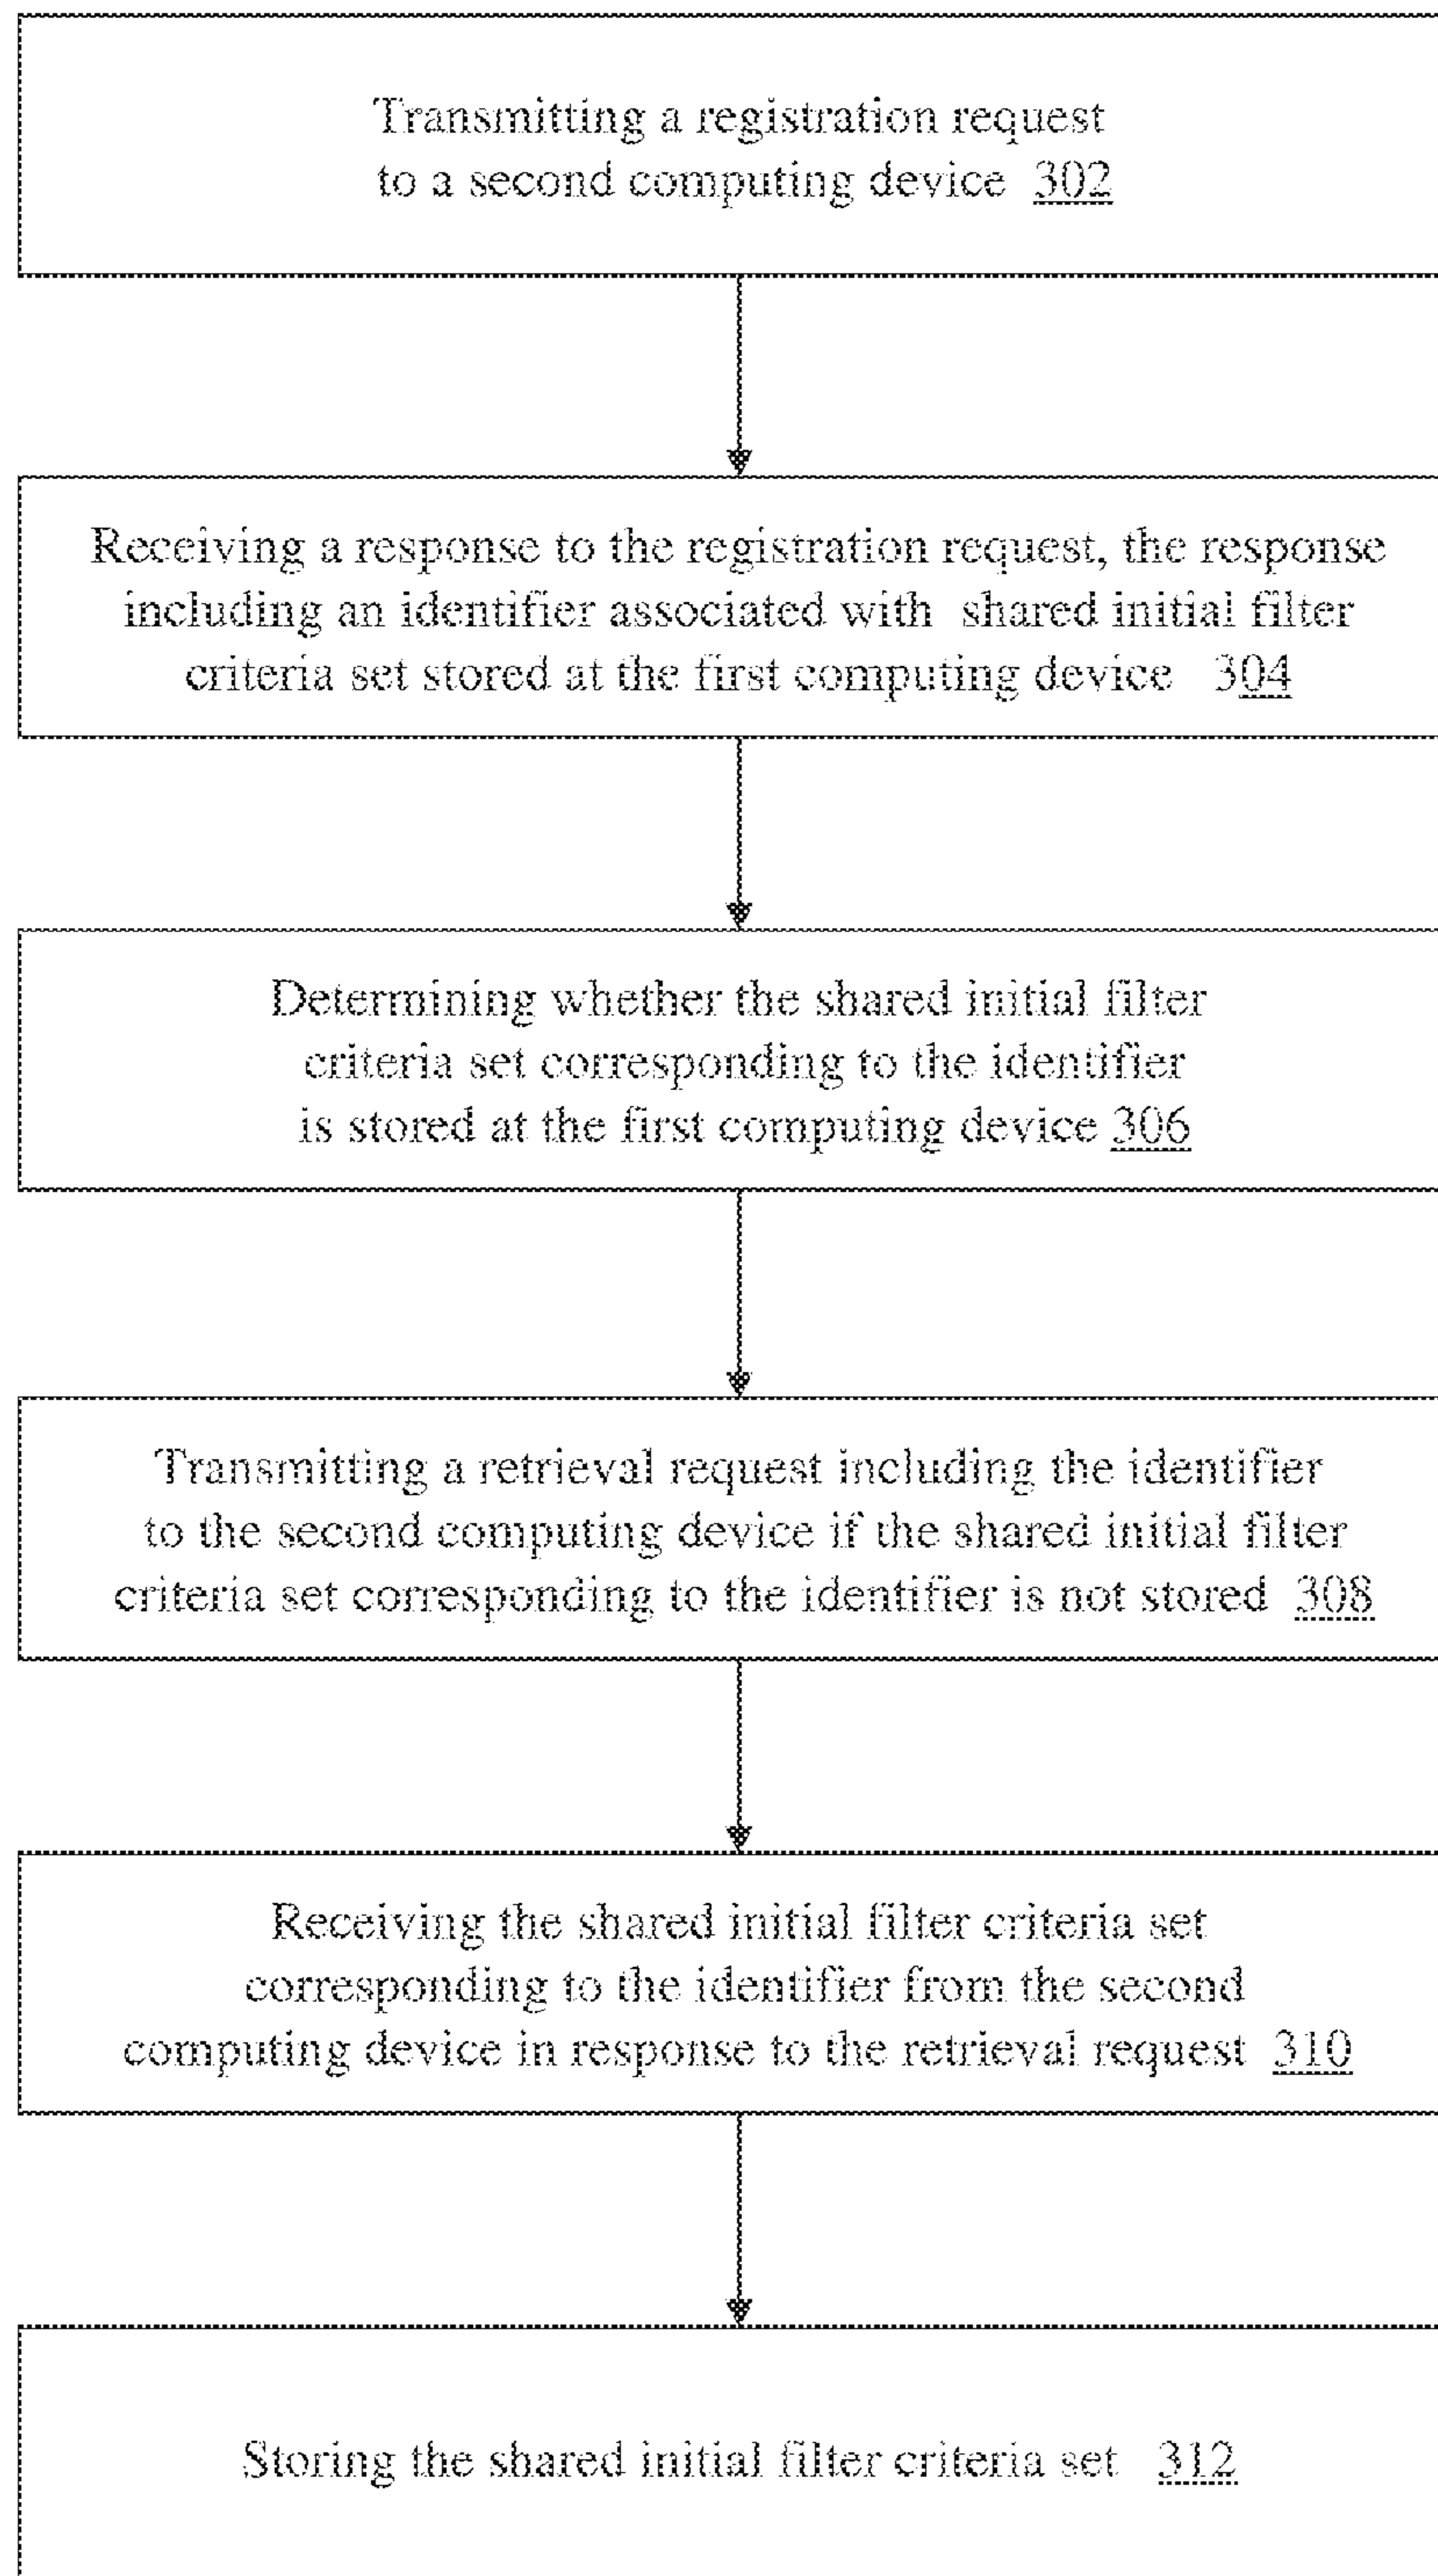 Transmitting a registration request
to a second computing device 302
Receiving a response to the registration request, the response
including an identifier associated with shared initial filter
criteria set stored at the first computing device 304
Determining whether the shared initial filter
criteria set corresponding to the identifier
is stored at the first computing device 306
Transmitting a retrieval request including the identifier
to the second computing device if the shared initial filter
criteria set corresponding to the identifier is not stored 308
Receiving the shared initial filter criteria set
corresponding to the identifier from the second
computing device in response to the retrieval request 310
Storing the shared initial filter criteria set 312